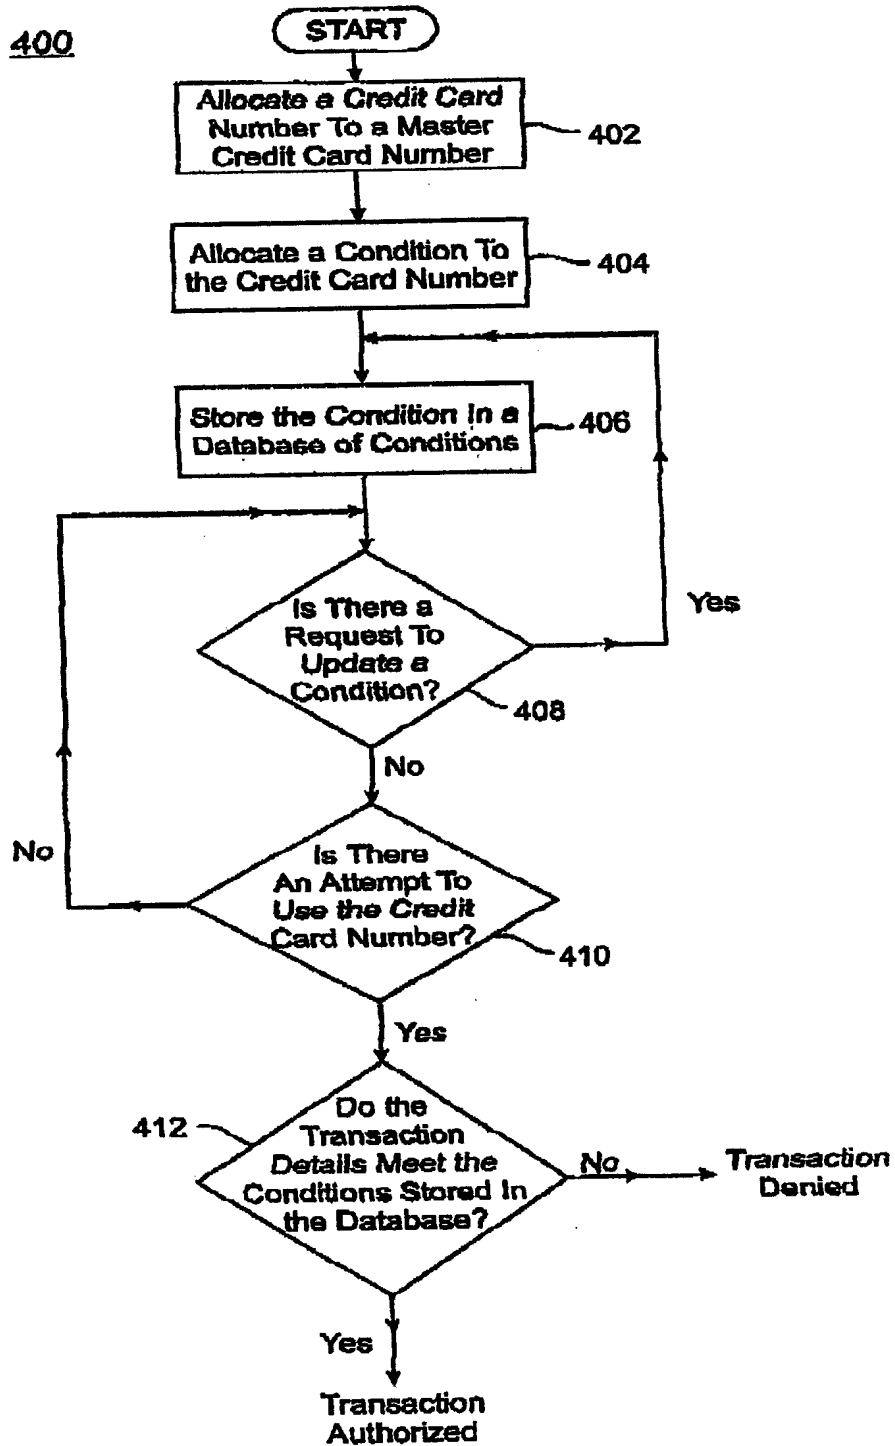 400
START
Allocate a Credit Card
Number To a Master
Credit Card Number
402
Allocate a Condition To
the Credit Card Number
404
Store the Condition In a
Database of Conditions
406
Is There a
Request To
Update a
Condition?
408
Yes
No
Is There
An Attempt To
Use the Credit
Card Number?
410
No
Yes
412
Do the
Transaction
Details Meet the
Conditions Stored In
the Database?
No
Transaction
Denied
Yes
Transaction
Authorized